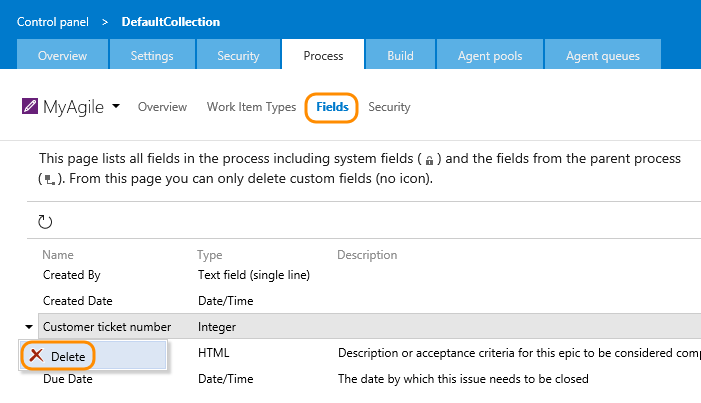 Control panel > DefaultCollection
Overview Settings Security Process Build Agent pools Agent queues
MyAgile Overview Work Item Types Fields Security
This page lists all fields in the process including system fields ( ) and the fields from the parent process
( ). From this page you can only delete custom fields (no icon).
Name Type Description
Created By Text field (single line)
Created Date Date/Time
Customer ticket number Integer
Delete HTML Description or acceptance criteria for this epic to be considered comp
Due Date Date/Time The date by which this issue needs to be closed